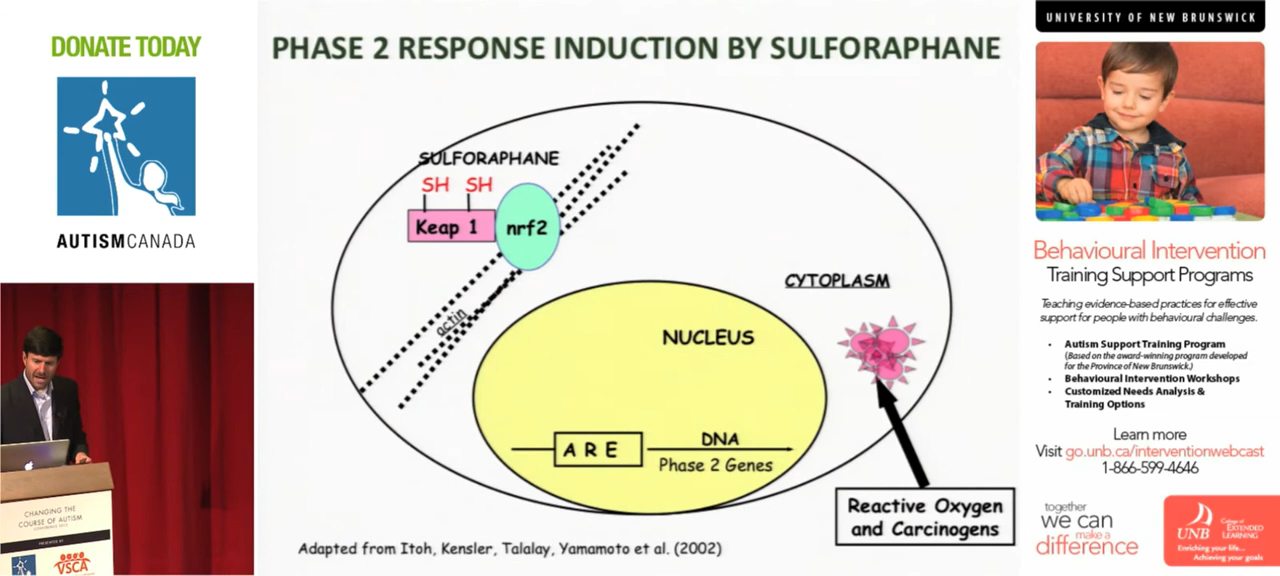 DONATE TODAY
AUTISMCANADA
CHANGING THE
COURSE OF AUTISM
VSCA
PHASE 2 RESPONSE INDUCTION BY SULFORAPHANE
SULFORAPHANE
SH SH
Keap 1
nrf2
actin
CYTOPLASM
NUCLEUS
A R E
DNA
Phase 2 Genes
Reactive Oxygen
and Carcinogens
Adapted from Itoh, Kensler, Talalay, Yamamoto et al. (2002)
UNIVERSITY OF NEW BRUNSWICK
Behavioural Intervention
Training Support Programs
Teaching evidence-based practices for effective
support for people with behavioural challenges.
• Autism Support Training Program
(Based on the award-winning program developed
for the Province of New Brunswick.)
• Behavioural Intervention Workshops
• Customized Needs Analysis &
Training Options
Learn more
Visit go.unb.ca/interventionwebcast
1-866-599-4646
together
we can
make a
difference
UNB
College of
EXTENDED
LEARNING
Enriching your life...
Achieving your goals!